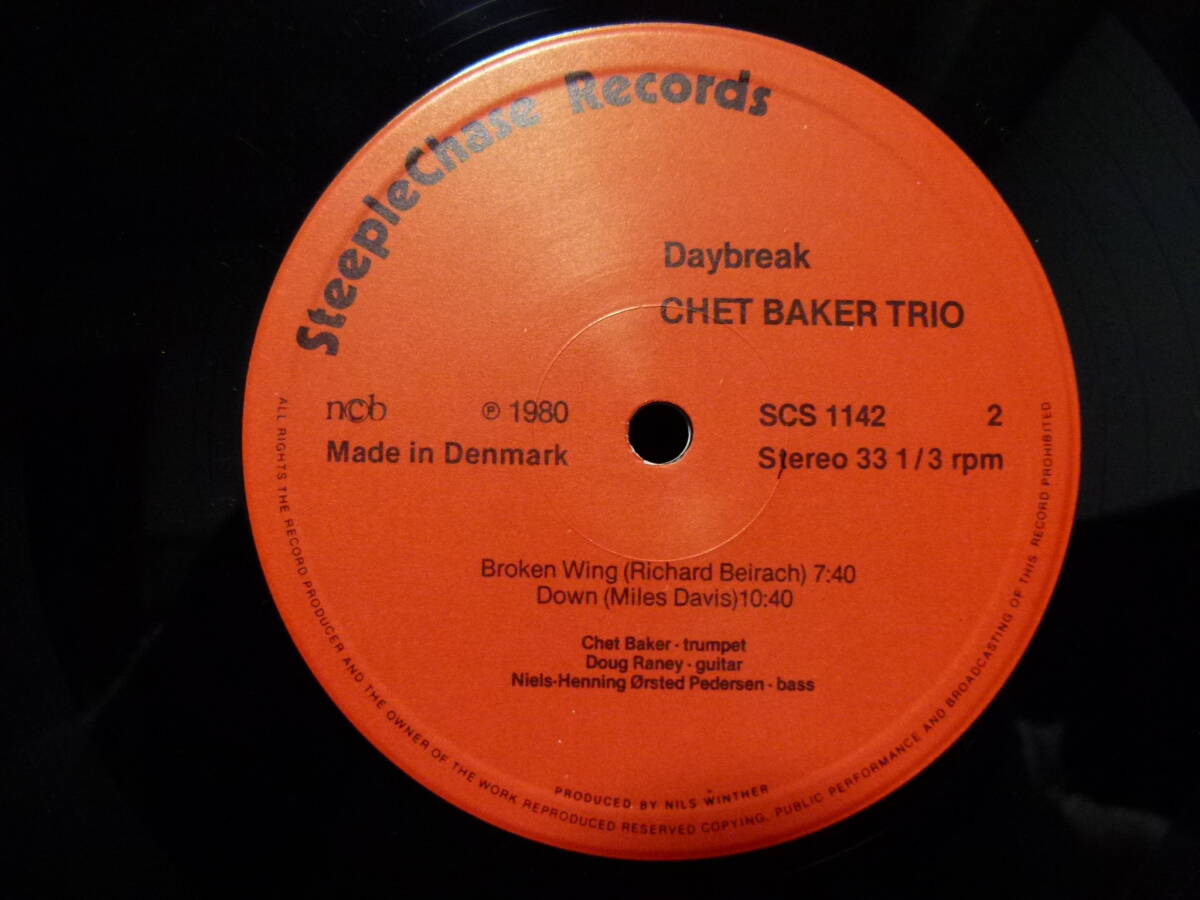 SteepleChase Records
Daybreak
CHET BAKER TRIO
ncb ℗ 1980 SCS 1142 2
Made in Denmark Stereo 33 1/3 rpm
Broken Wing (Richard Beirach) 7:40
Down (Miles Davis)10:40
Chet Baker · trumpet
Doug Raney · guitar
Niels-Henning Ørsted Pedersen · bass
PRODUCED BY NILS WINTHER
ALL RIGHTS THE RECORD PRODUCER AND THE OWNER OF THE WORK REPRODUCED RESERVED COPYING, PUBLIC PERFORMANCE AND BROADCASTING OF THIS RECORD PROHIBITED